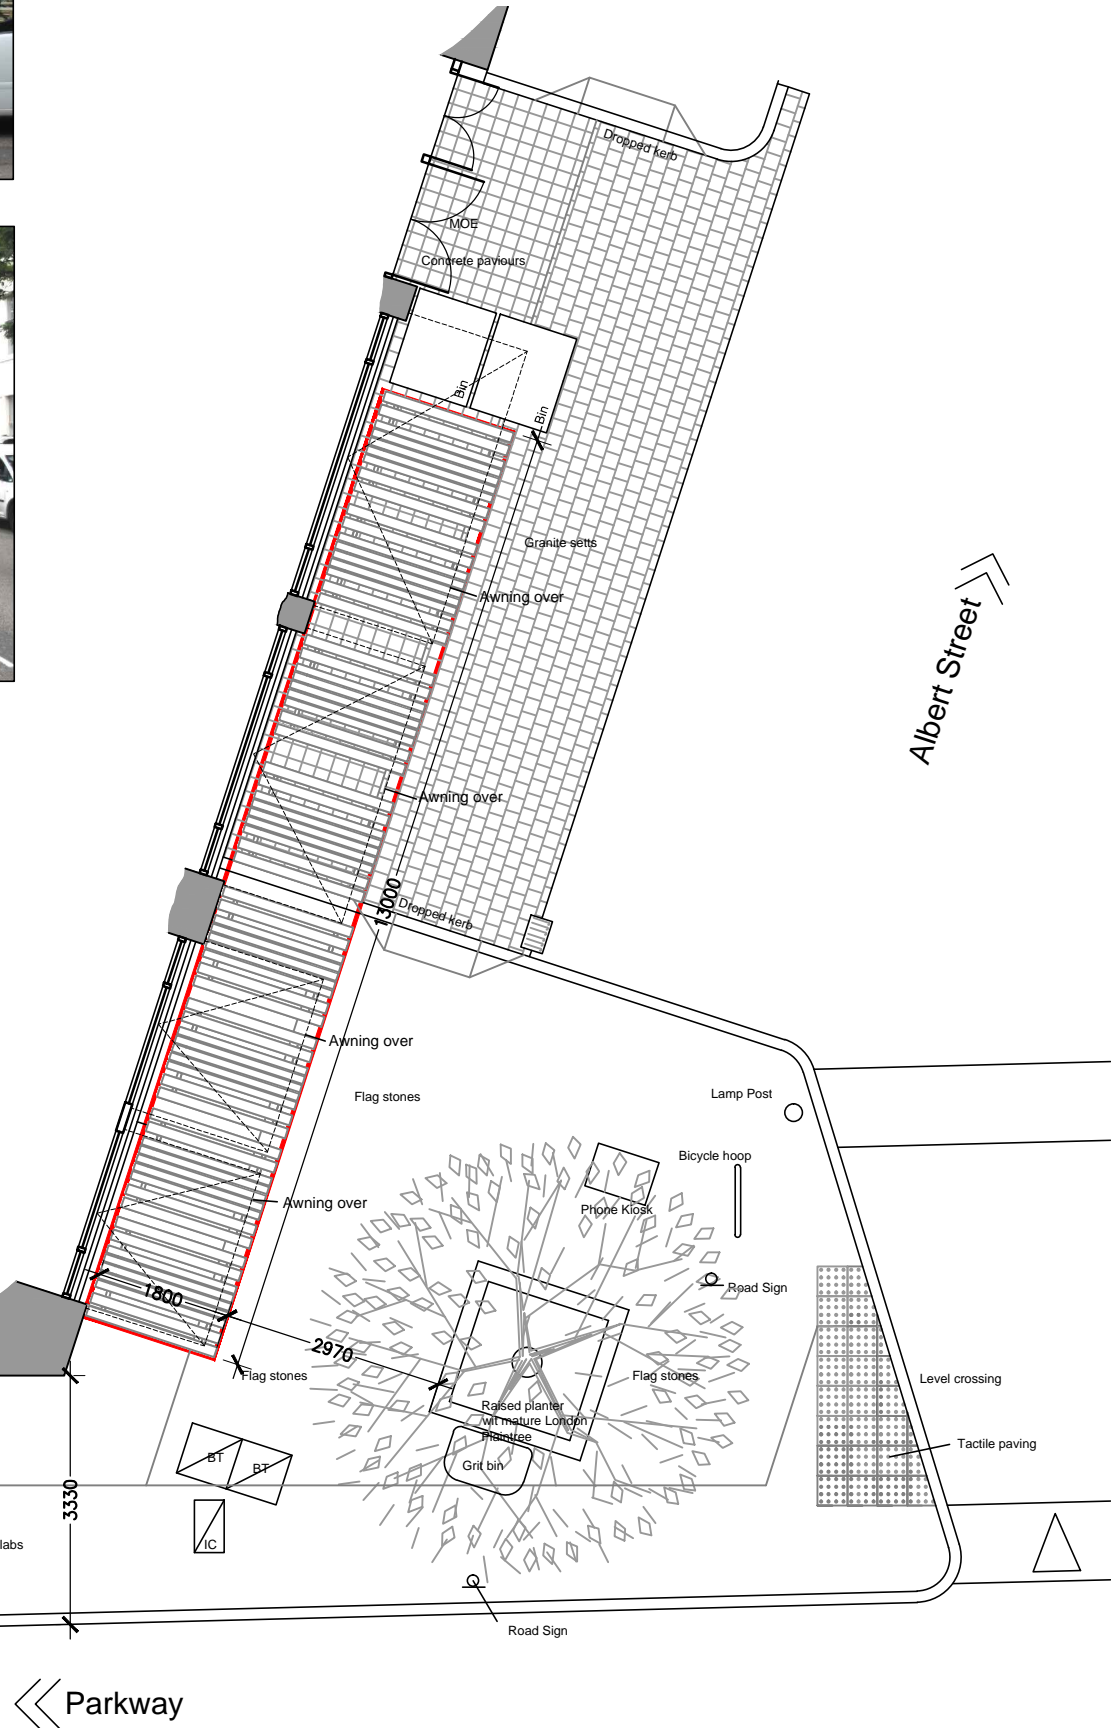 Dropped kerb
MOE
Concrete paviours
Bin
Bin
Granite setts
Awning over
Albert Street
Awning over
13000
Dropped kerb
Awning over
Flag stones
Lamp Post
Bicycle hoop
Awning over
Phone Kiosk
1800
Road Sign
2970
Flag stones
Flag stones
Level crossing
Raised planter
wit mature London
Plaintree
Tactile paving
BT
BT
Grit bin
3330
IC
labs
Road Sign
Parkway